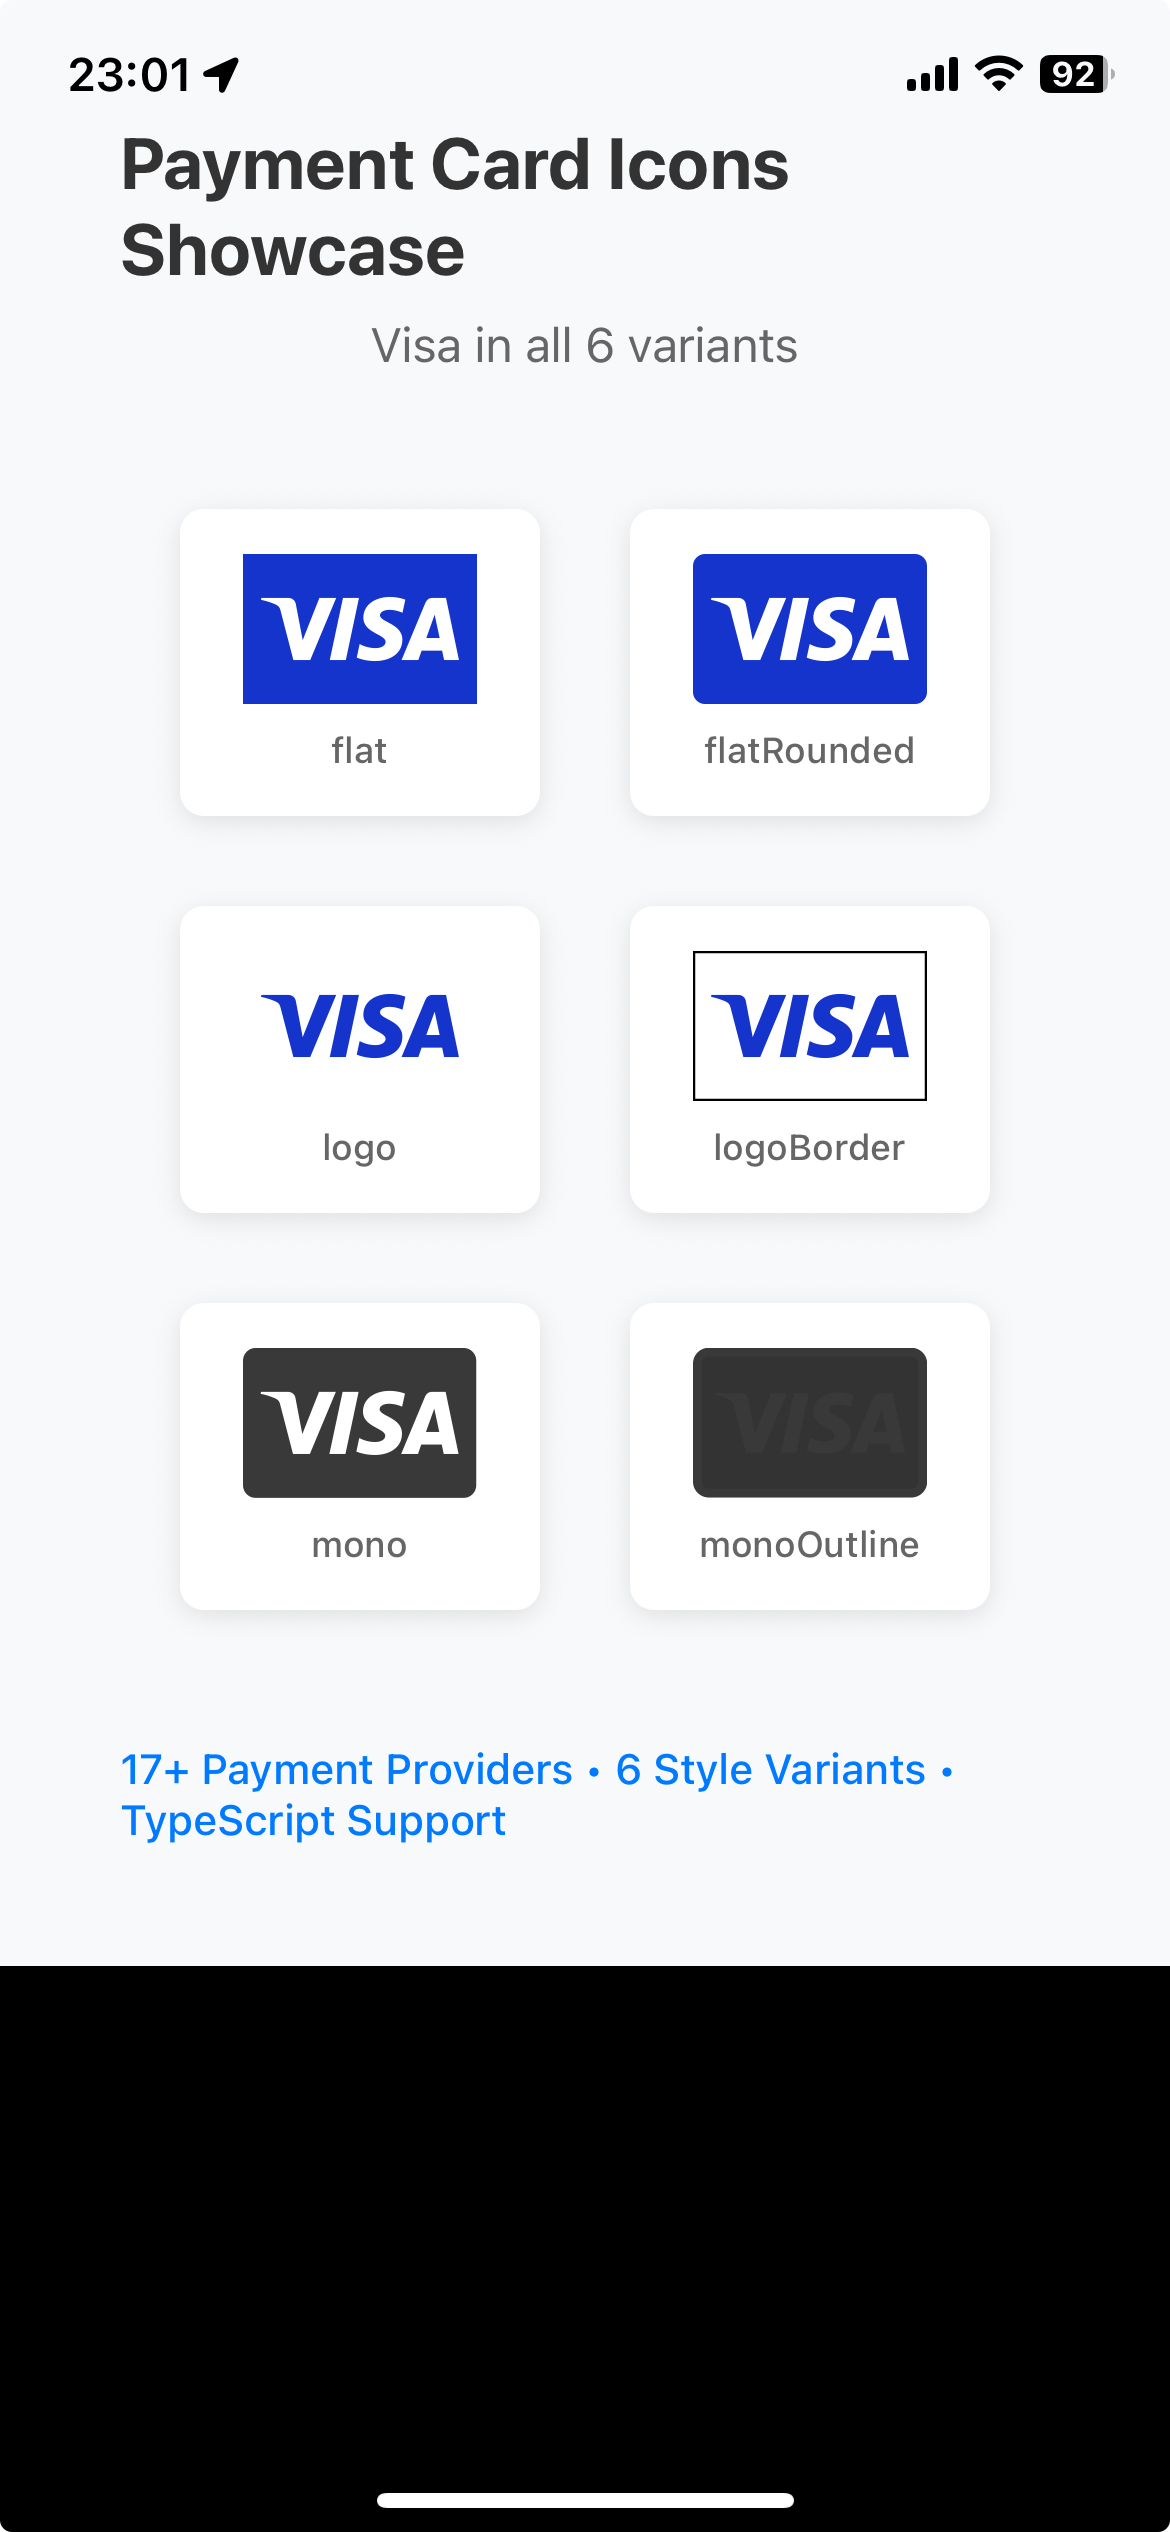 23:01
92
Payment Card Icons
Showcase
Visa in all 6 variants
VISA
VISA
flat
flatRounded
VISA
VISA
logo
logoBorder
VISA
VISA
mono
monoOutline
17+ Payment Providers • 6 Style Variants •
TypeScript Support